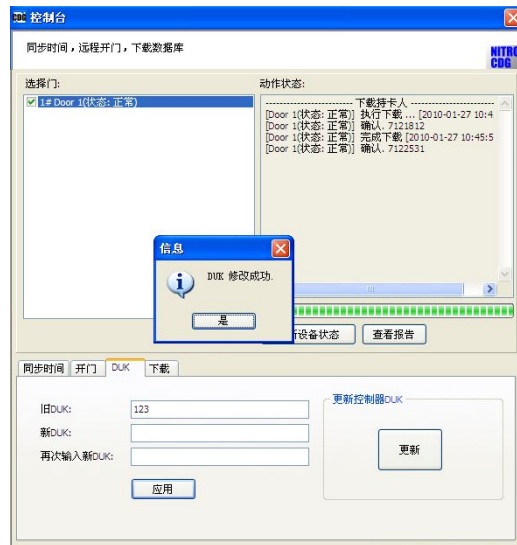 CDG 控制台
同步时间，远程开门，下载数据库
NITRO
CDG
选择门:
动作状态:
1# Door 1(状态: 正常)
下载持卡人
[Door 1(状态: 正常)] 执行下载 ... [2010-01-27 10:4
[Door 1(状态: 正常)] 确认. 7121812
[Door 1(状态: 正常)] 完成下载 [2010-01-27 10:45:5
[Door 1(状态: 正常)] 确认. 7122531
信息
DUK 修改成功.
是
设备状态
查看报告
同步时间 开门 DUK 下载
旧DUK: 123
新DUK:
再次输入新DUK:
应用
更新控制器DUK
更新